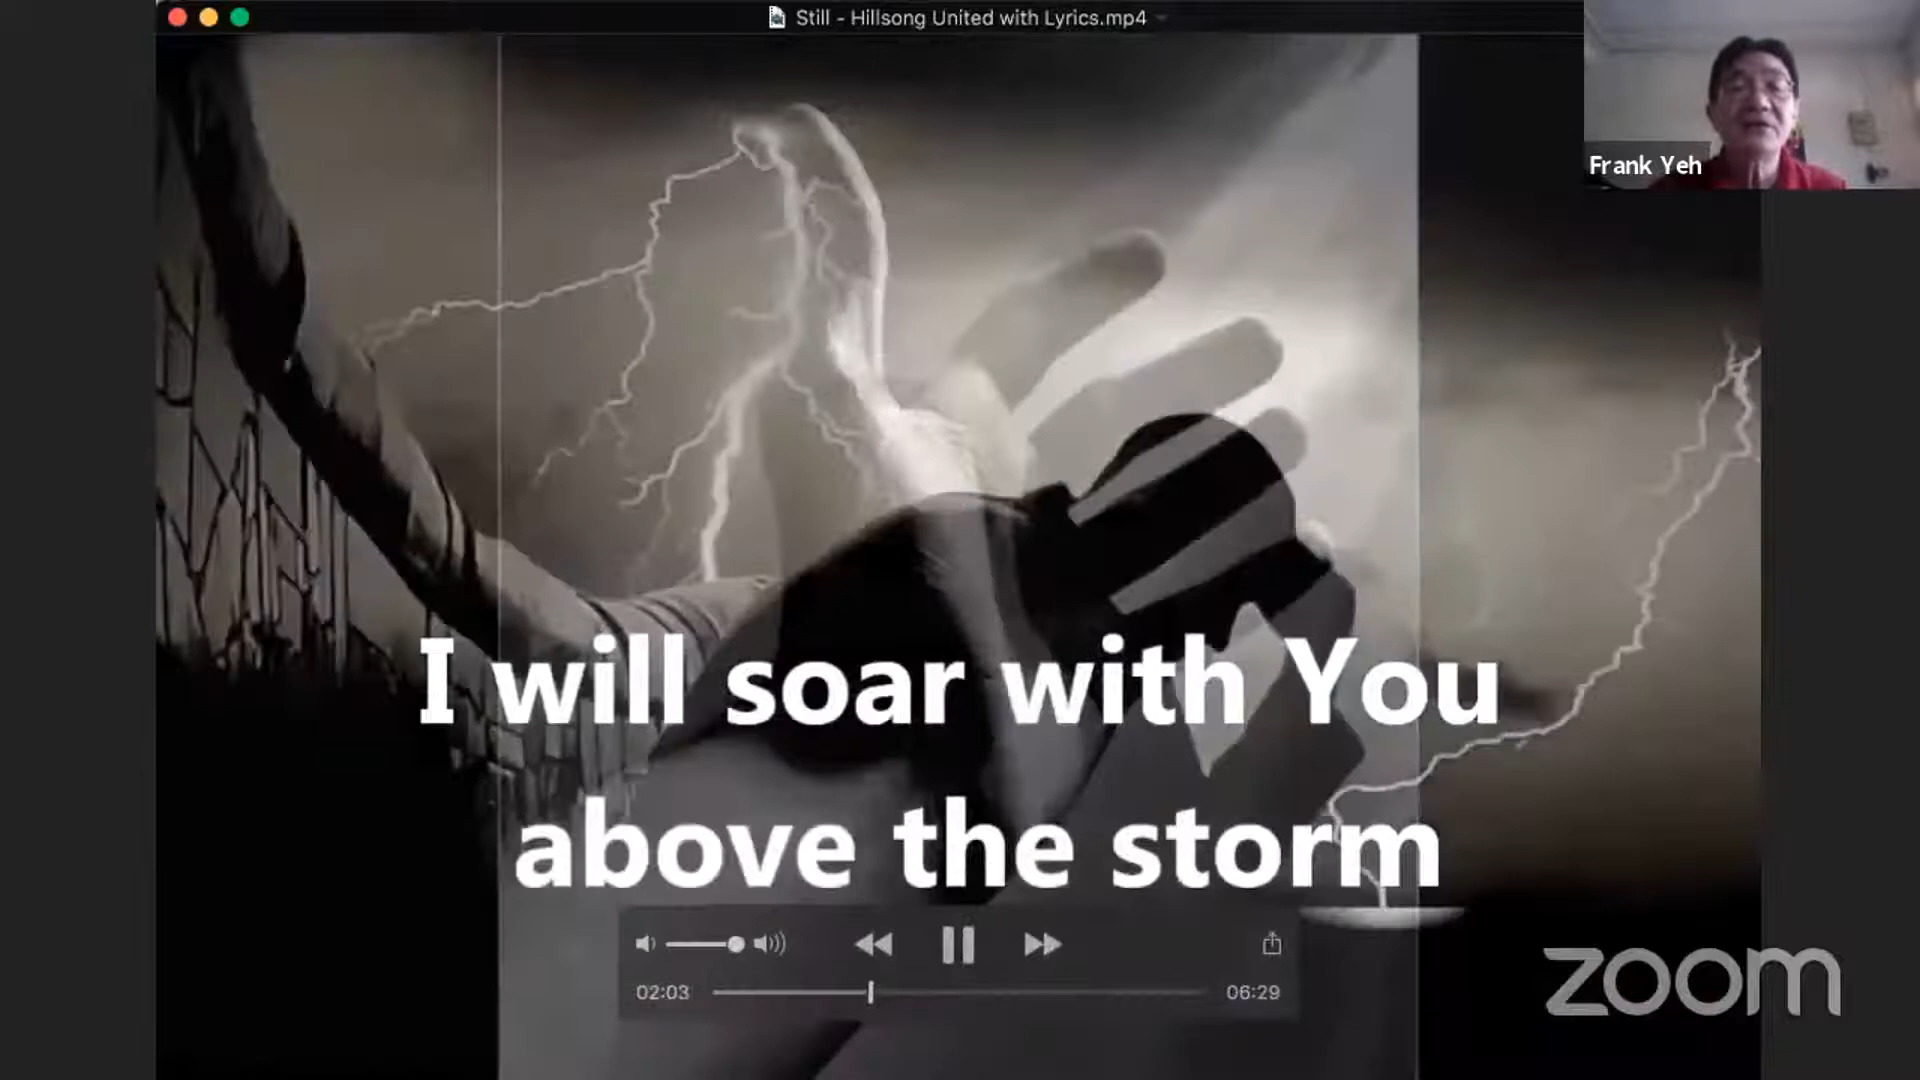 Still - Hillsong United with Lyrics.mp4
Frank Yeh
I will soar with You
above the storm
02:03
06:29
zoom